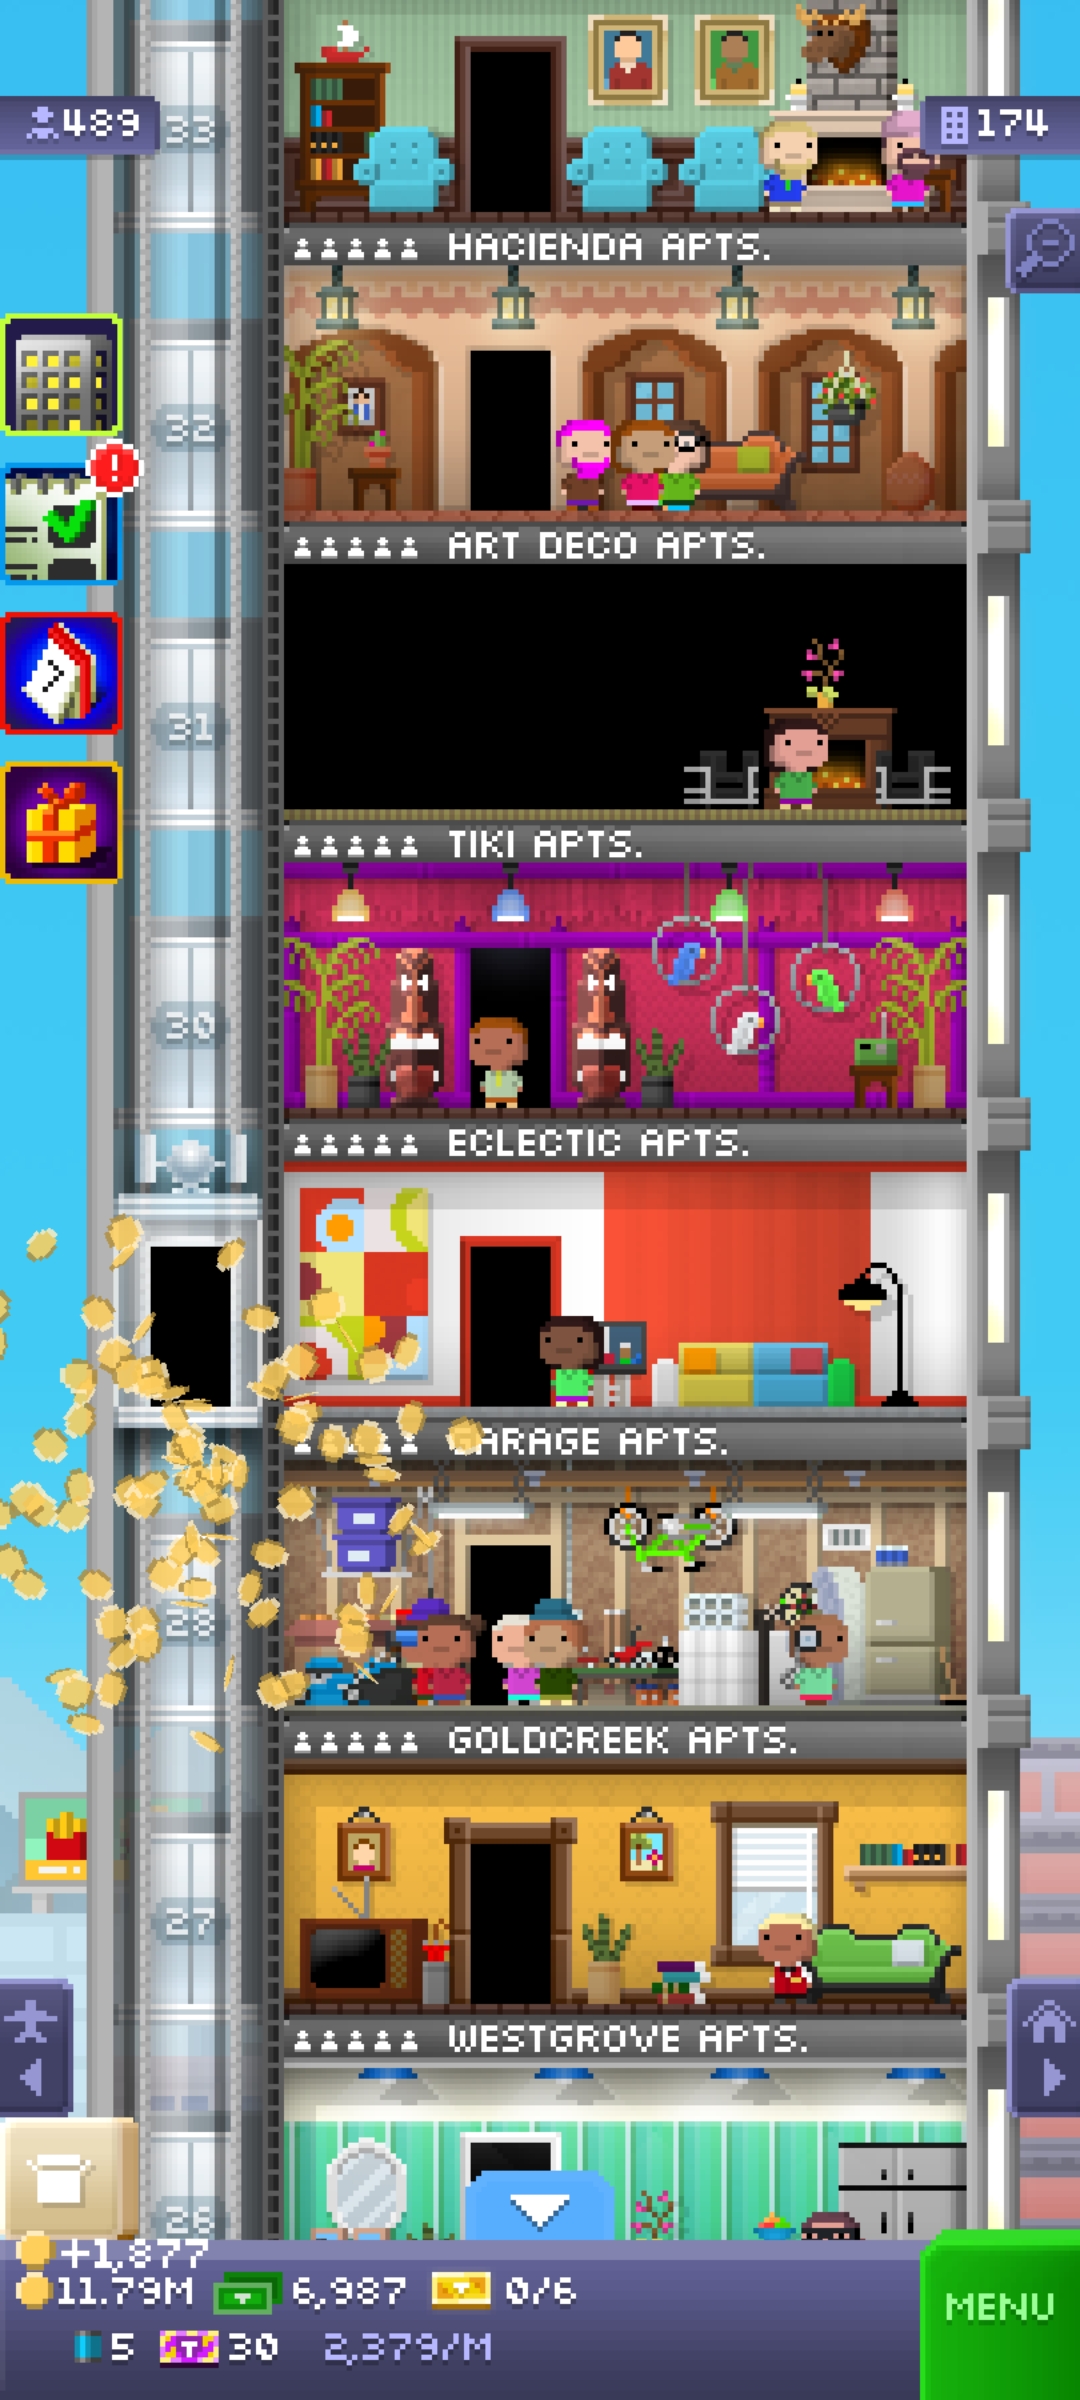 489
33
174
HACIENDA APTS.
32
ART DECO APTS.
31
TIKI APTS.
30
ECLECTIC APTS.
ARAGE APTS.
28
GOLDCREEK APTS.
27
WESTGROVE APTS.
26
+1,877
11.79M 6,987 0/6
MENU
5 T 30 2,379/M